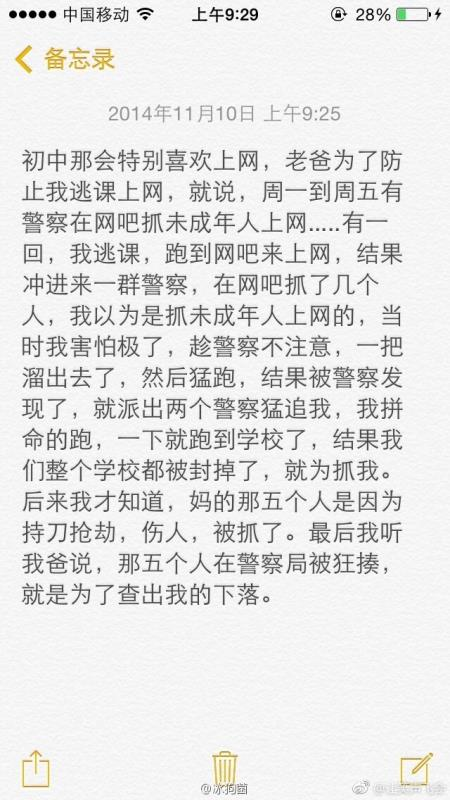 中国移动 上午9:29 28%
备忘录
2014年11月10日 上午9:25
初中那会特别喜欢上网，老爸为了防
止我逃课上网，就说，周一到周五有
警察在网吧抓未成年人上网.....有一
回，我逃课，跑到网吧来上网，结果
冲进来一群警察，在网吧抓了几个
人，我以为是抓未成年人上网的，当
时我害怕极了，趁警察不注意，一把
溜出去了，然后猛跑，结果被警察发
现了，就派出两个警察猛追我，我拼
命的跑，一下就跑到学校了，结果我
们整个学校都被封掉了，就为抓我。
后来我才知道，妈的那五个人是因为
持刀抢劫，伤人，被抓了。最后我听
我爸说，那五个人在警察局被狂揍，
就是为了查出我的下落。
@冰狗菌